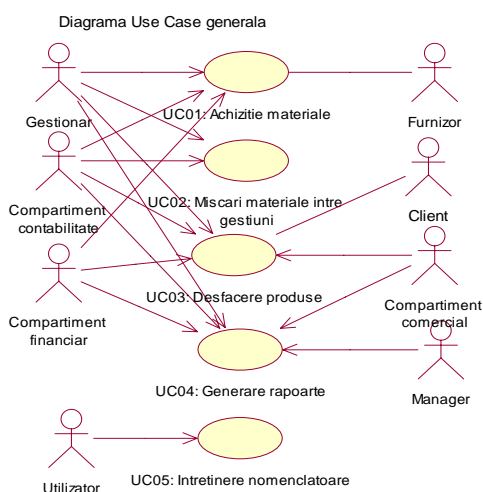 Diagrama Use Case generala
Gestionar
UC01: Achizitie materiale
Furnizor
Compartiment
contabilitate
UC02: Miscari materiale intre
gestiuni
Client
Compartiment
financiar
UC03: Desfacere produse
Compartiment
comercial
UC04: Generare rapoarte
Manager
Utilizator
UC05: Intretinere nomenclatoare